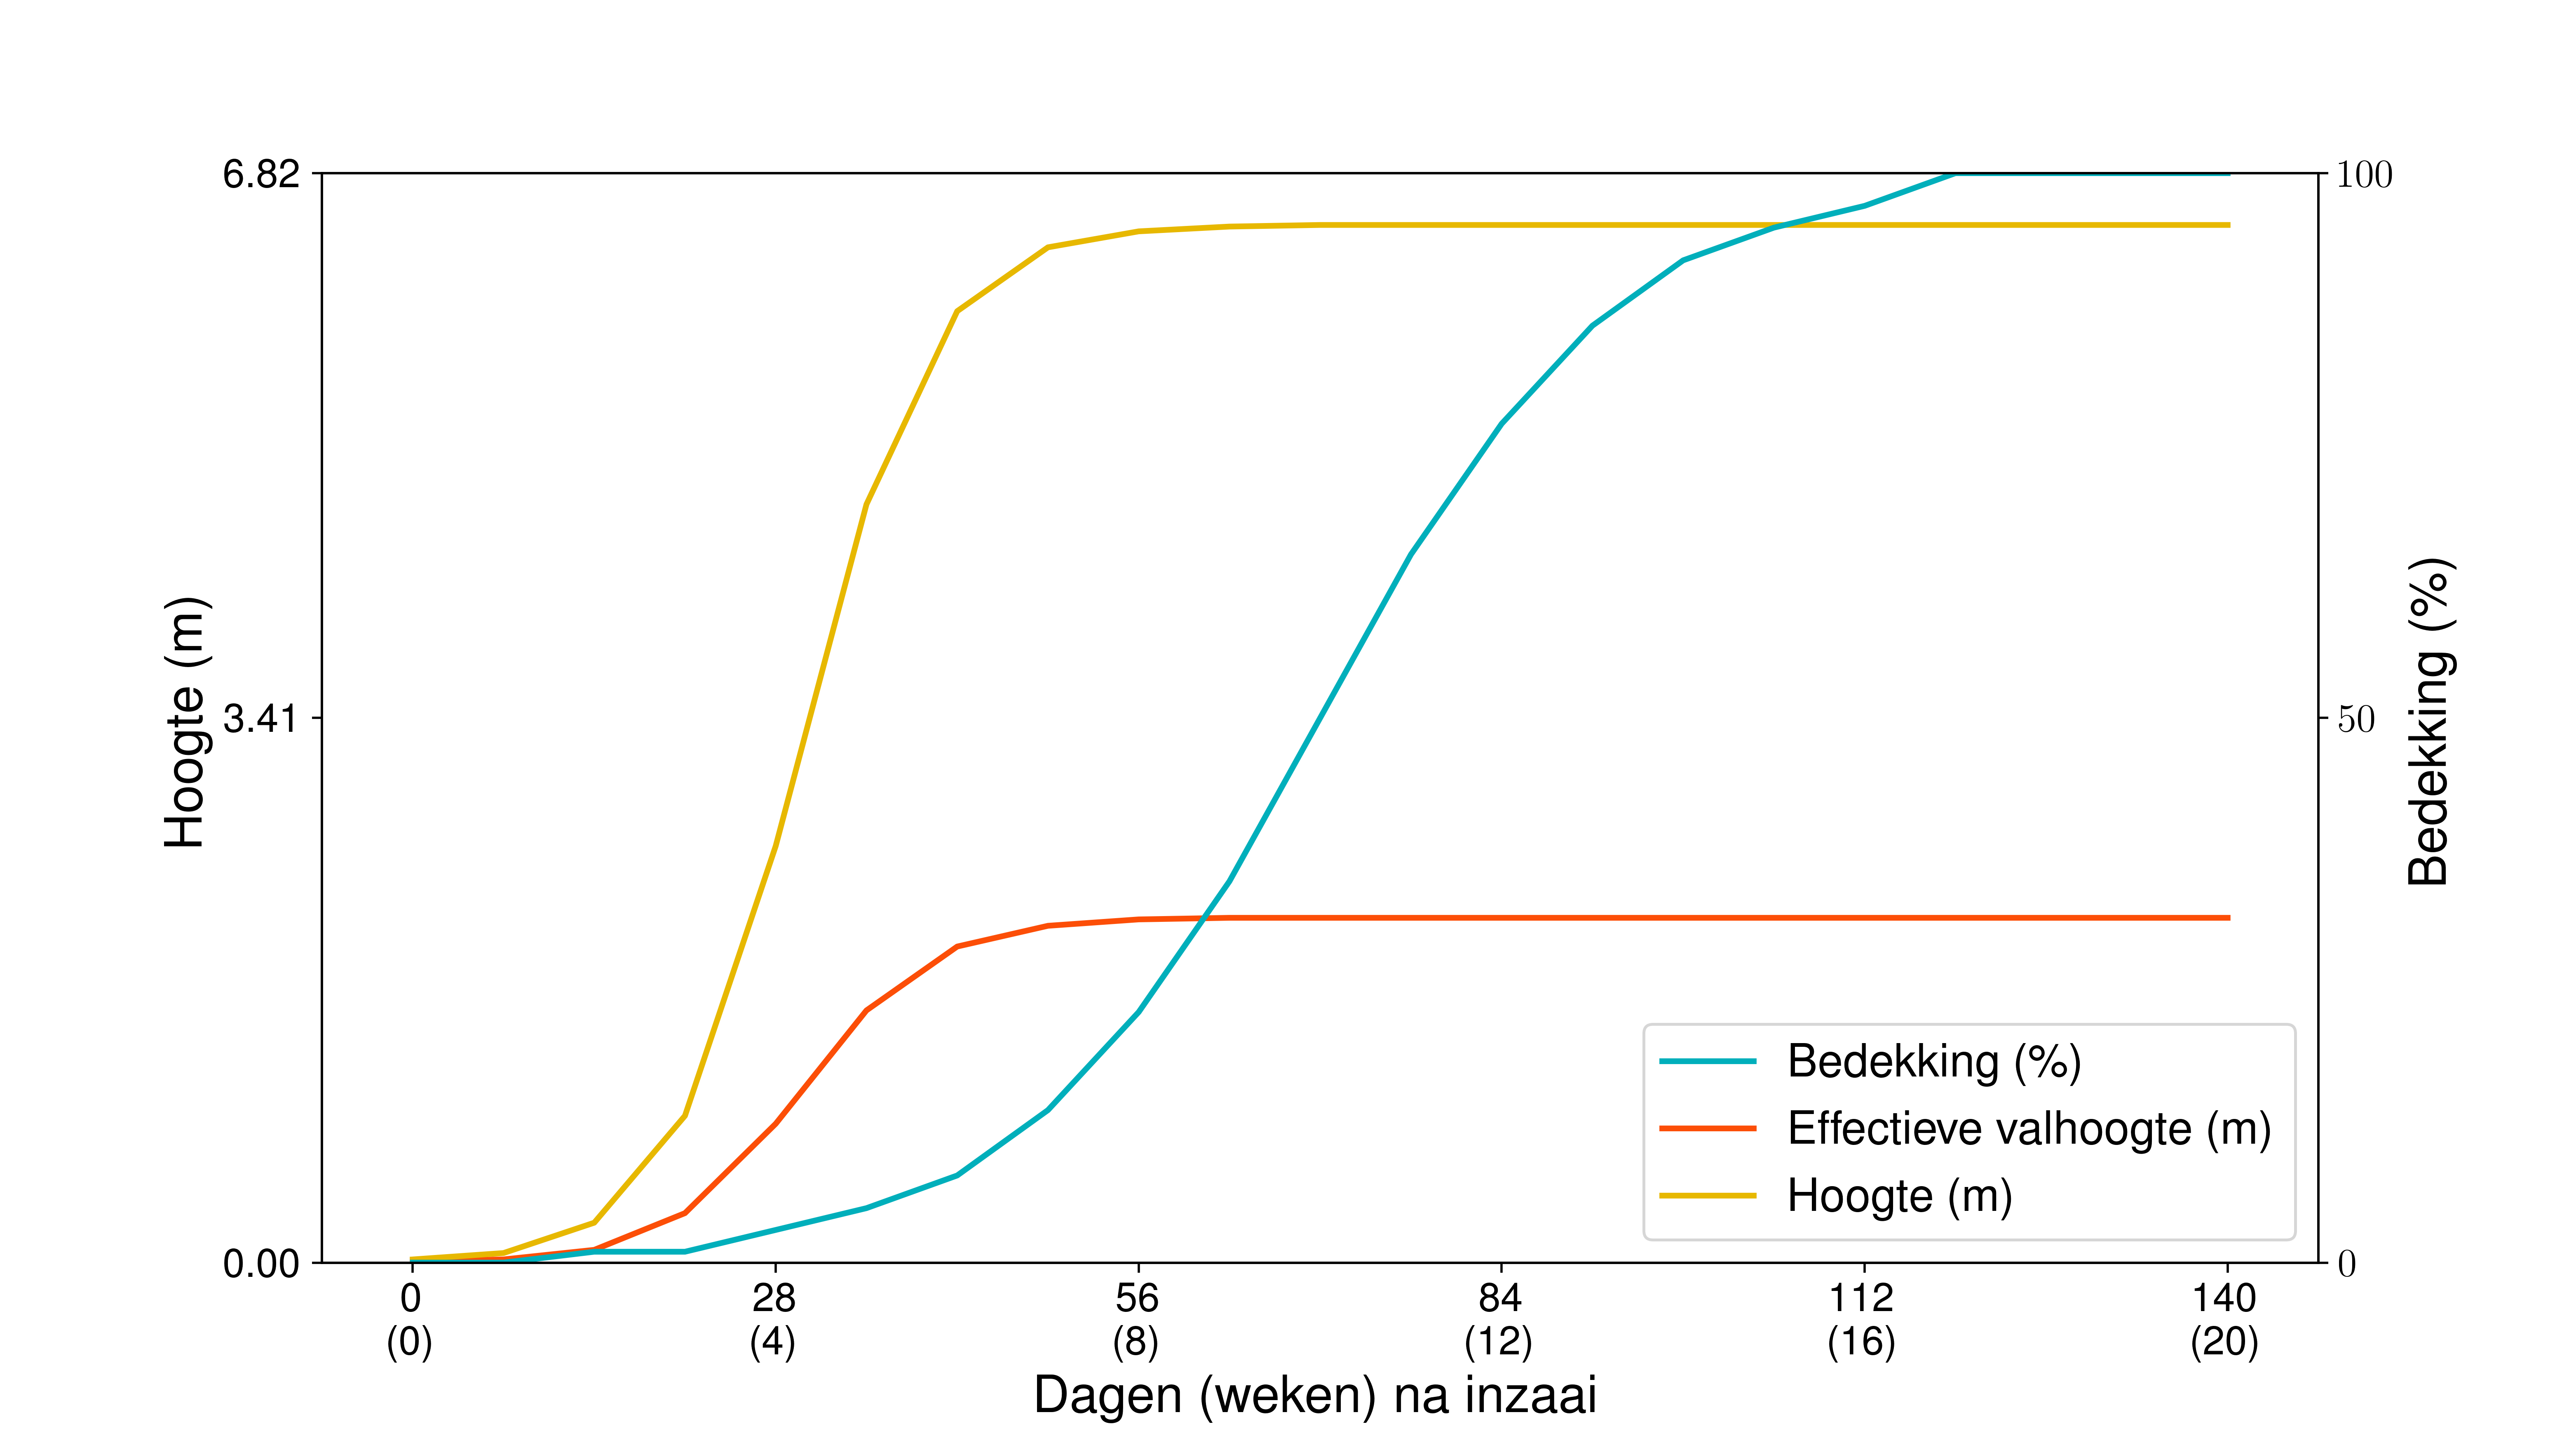 6.82
3.41
0.00
Hoogte (m)
100
50
0
Bedekking (%)
Bedekking (%)
Effectieve valhoogte (m)
Hoogte (m)
0 28 56 84 112 140
(0) (4) (8) (12) (16) (20)
Dagen (weken) na inzaai